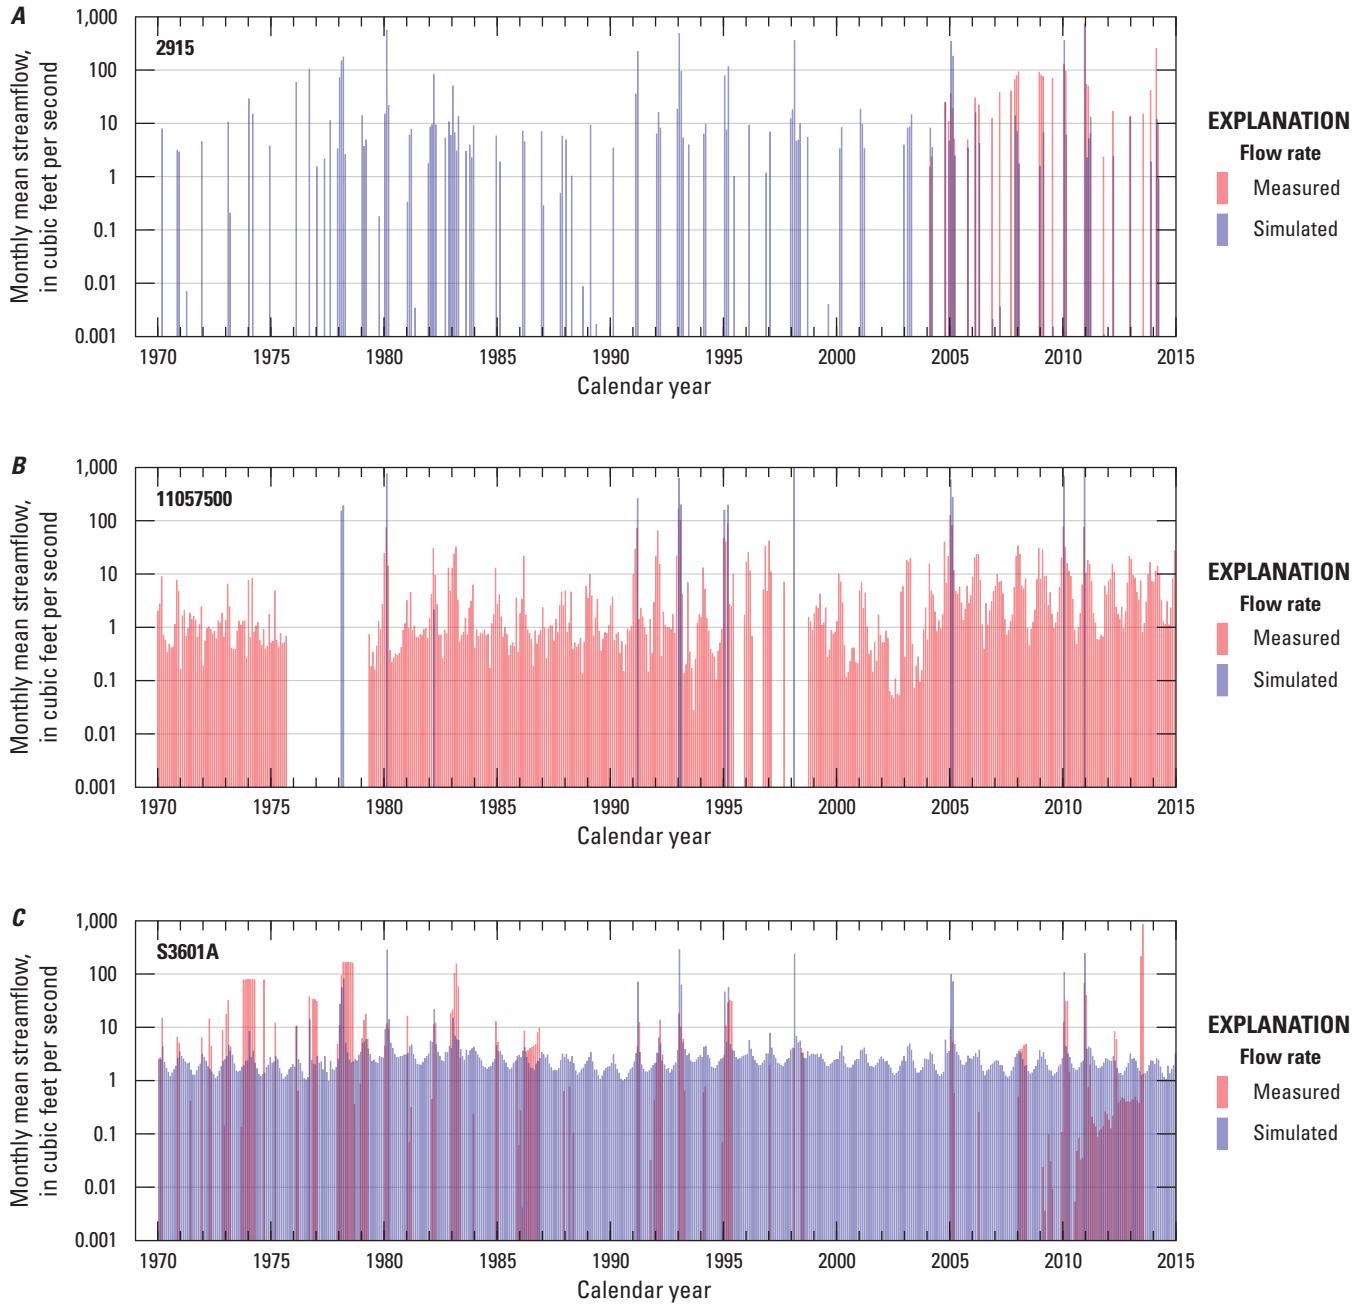 A
1,000
100
10
1
0.1
0.01
0.001
Monthly mean streamflow,
in cubic feet per second
2915
1970 1975 1980 1985 1990 1995 2000 2005 2010 2015
Calendar year
EXPLANATION
Flow rate
Measured
Simulated
B
1,000
100
10
1
0.1
0.01
0.001
Monthly mean streamflow,
in cubic feet per second
11057500
1970 1975 1980 1985 1990 1995 2000 2005 2010 2015
Calendar year
EXPLANATION
Flow rate
Measured
Simulated
C
1,000
100
10
1
0.1
0.01
0.001
Monthly mean streamflow,
in cubic feet per second
S3601A
1970 1975 1980 1985 1990 1995 2000 2005 2010 2015
Calendar year
EXPLANATION
Flow rate
Measured
Simulated